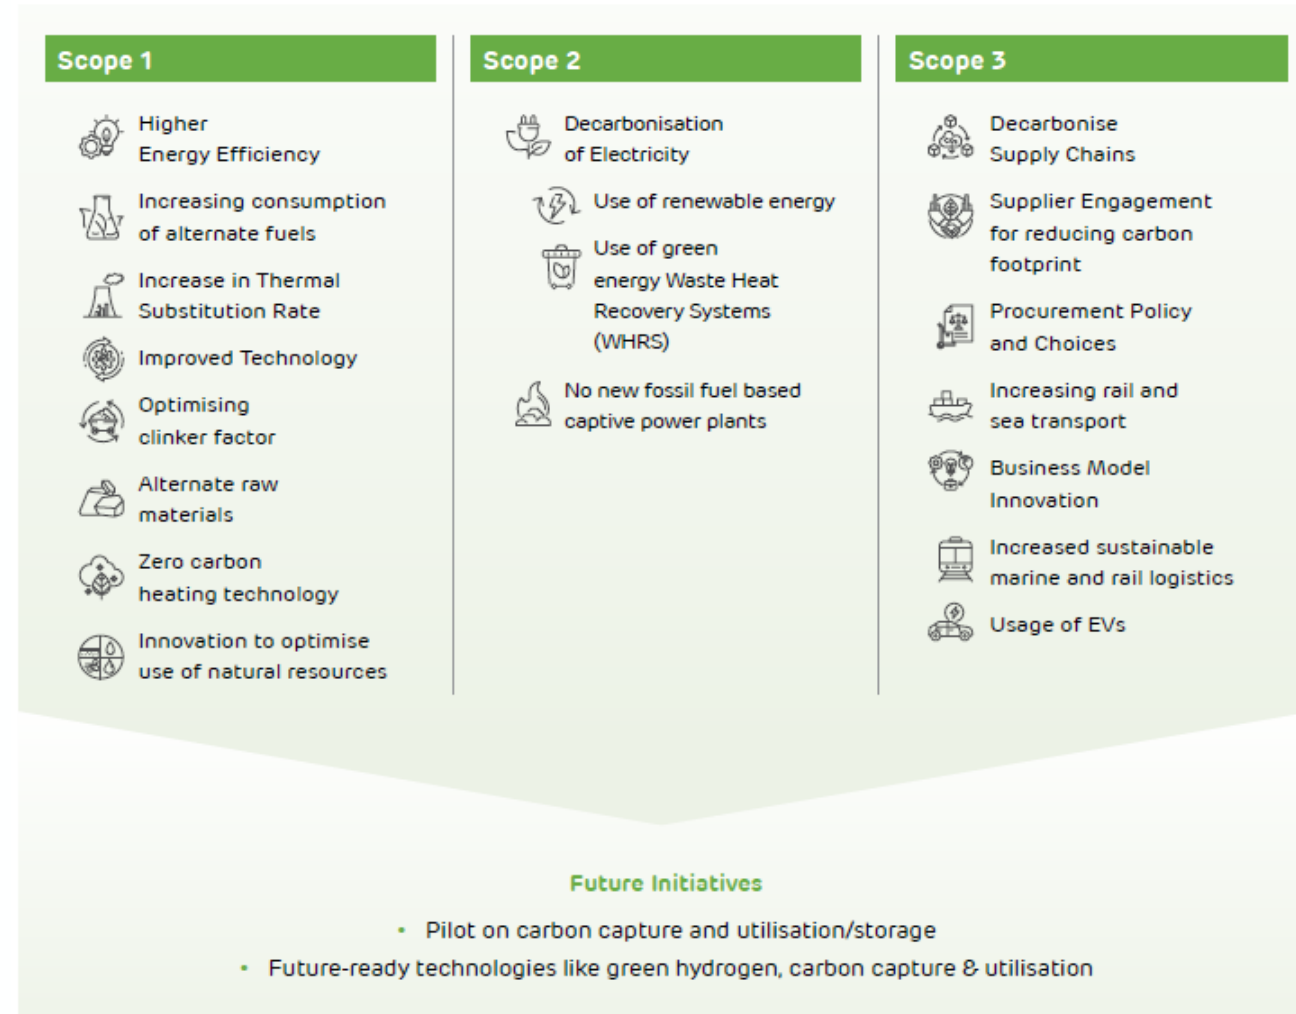 Scope 1
Higher
Energy Efficiency
Increasing consumption
of alternate fuels
Increase in Thermal
Substitution Rate
Improved Technology
Optimising
clinker factor
Alternate raw
materials
Zero carbon
heating technology
Innovation to optimise
use of natural resources
Scope 2
Decarbonisation
of Electricity
Use of renewable energy
Use of green
energy Waste Heat
Recovery Systems
(WHRS)
No new fossil fuel based
captive power plants
Scope 3
Decarbonise
Supply Chains
Supplier Engagement
for reducing carbon
footprint
Procurement Policy
and Choices
Increasing rail and
sea transport
Business Model
Innovation
Increased sustainable
marine and rail logistics
Usage of EVs
Future Initiatives
• Pilot on carbon capture and utilisation/storage
• Future-ready technologies like green hydrogen, carbon capture & utilisation